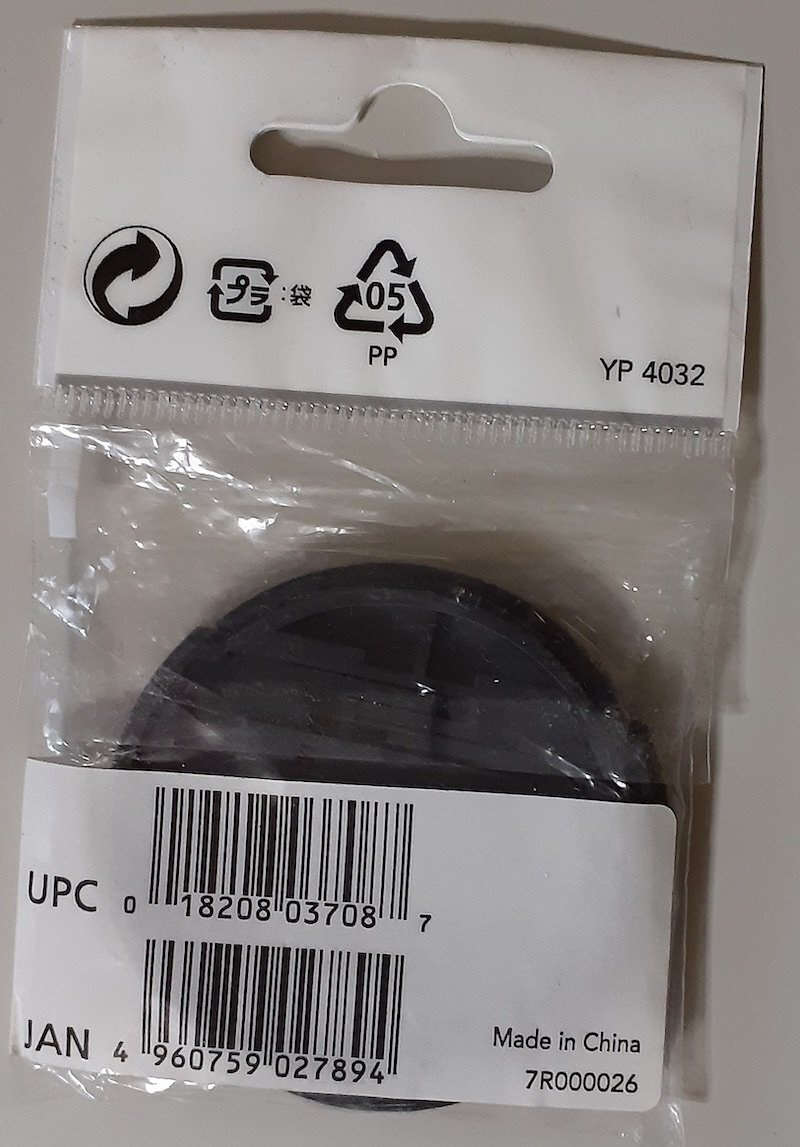 プラ:袋
05
PP
YP 4032
UPC 0 18208 03708 7
JAN 4 960759 027894
Made in China
7R000026